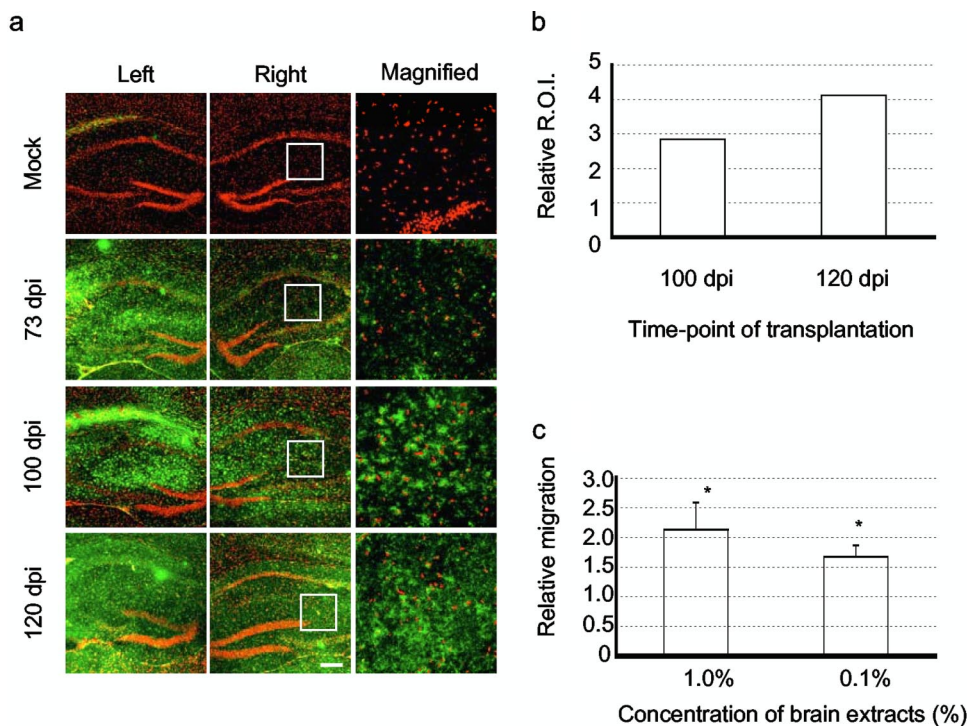 a
Left Right Magnified
Mock
73 dpi
100 dpi
120 dpi
b
Relative R.O.I.
5
4
3
2
1
0
100 dpi 120 dpi
Time-point of transplantation
c
Relative migration
3.0
2.5
2.0
1.5
1.0
0.5
0
* *
1.0% 0.1%
Concentration of brain extracts (%)